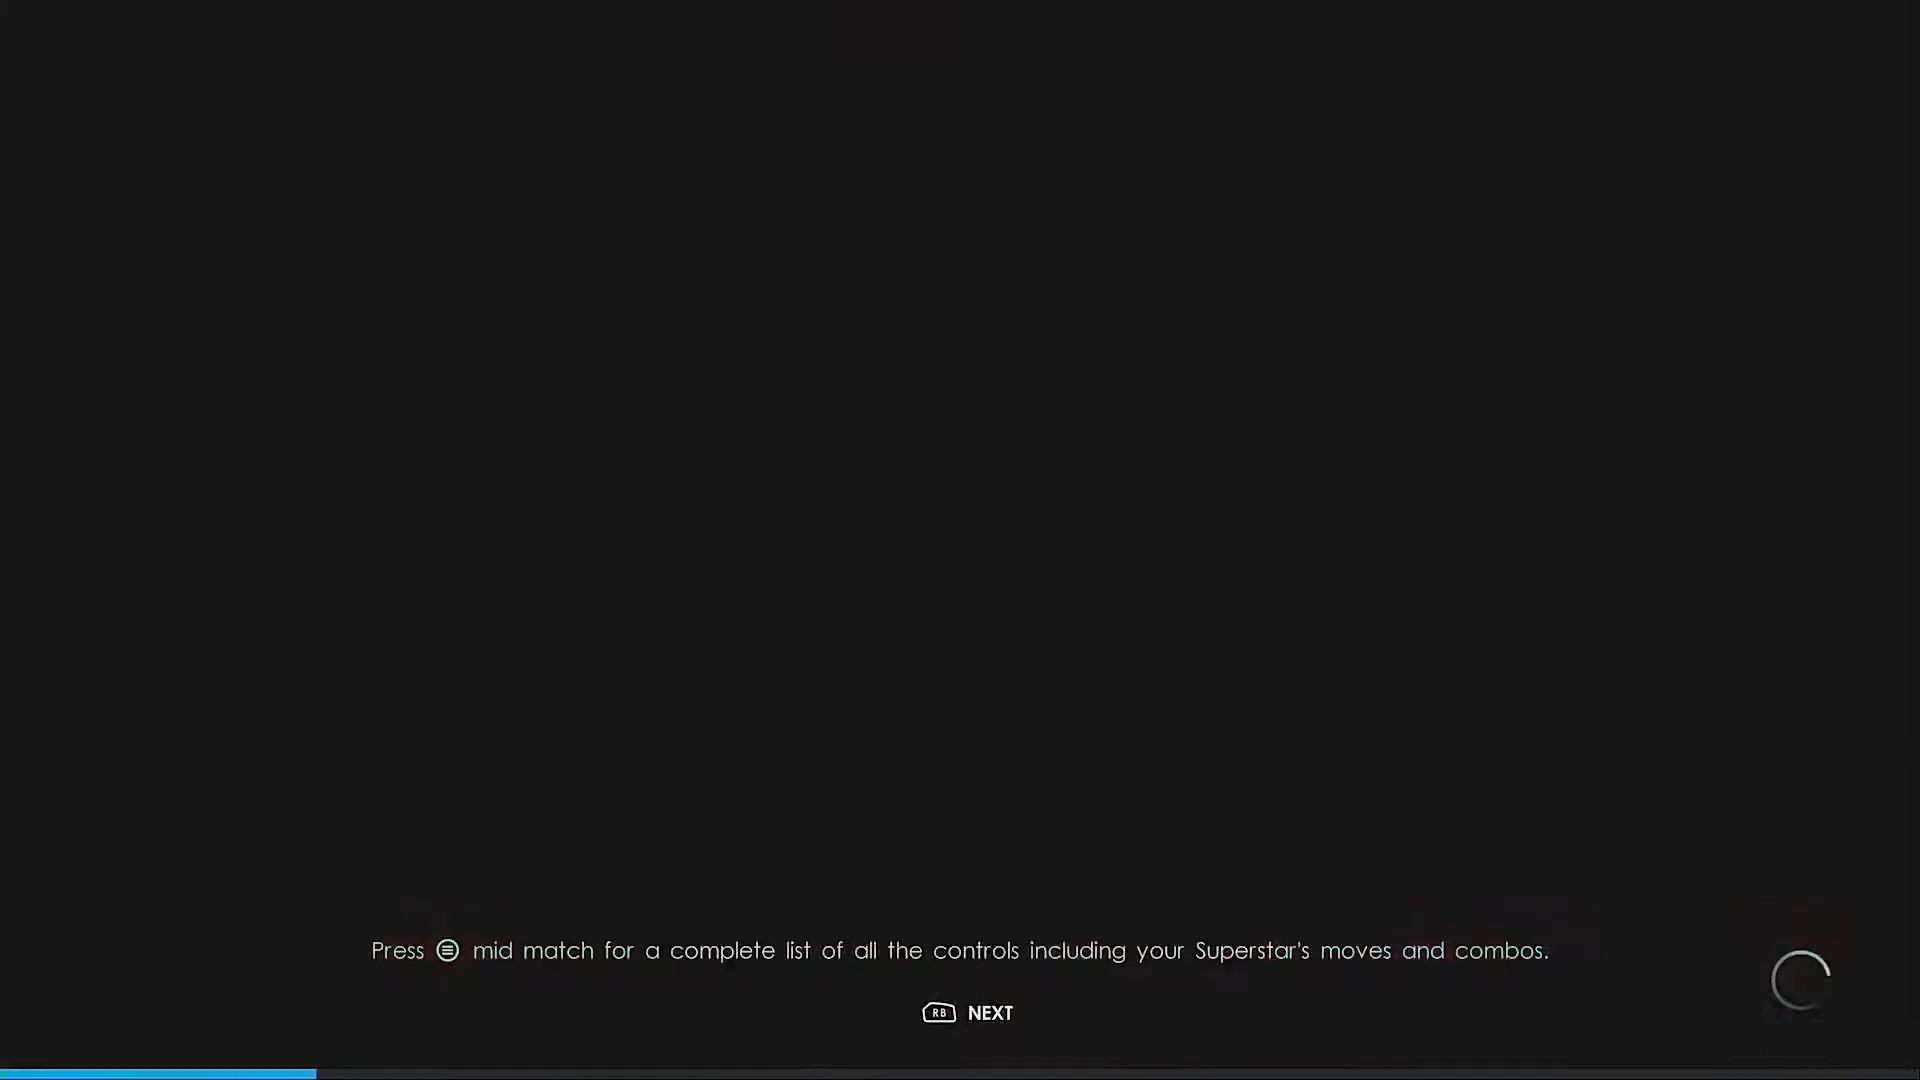 Press mid match for a complete list of all the controls including your Superstar's moves and combos.
RB NEXT